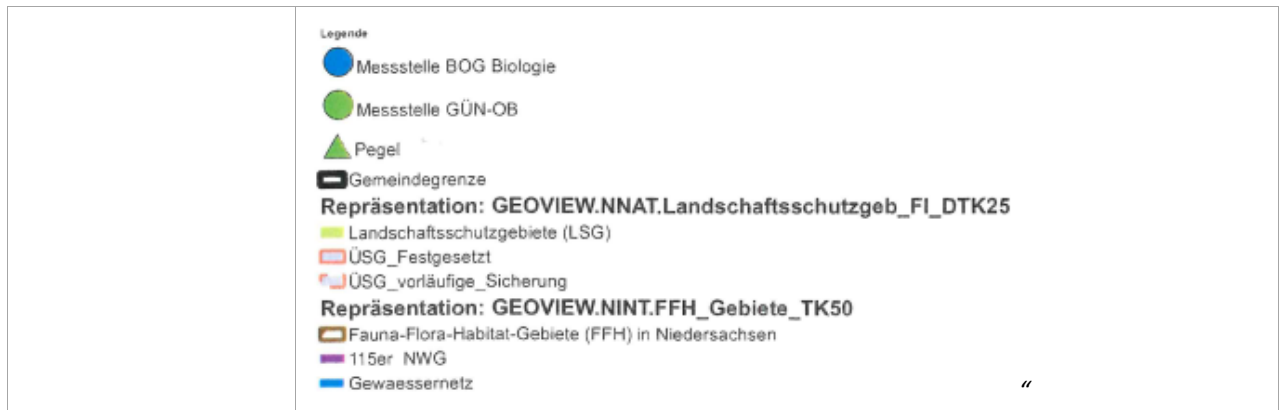 Legende
Messstelle BOG Biologie
Messstelle GÜN-OB
Pegel
Gemeindegrenze
Repräsentation: GEOVIEW.NNAT.Landschaftsschutzgeb_Fl_DTK25
Landschaftsschutzgebiete (LSG)
ÜSG_Festgesetzt
ÜSG_vorläufige_Sicherung
Repräsentation: GEOVIEW.NINT.FFH_Gebiete_TK50
Fauna-Flora-Habitat-Gebiete (FFH) in Niedersachsen
115er NWG
Gewaessernetz “